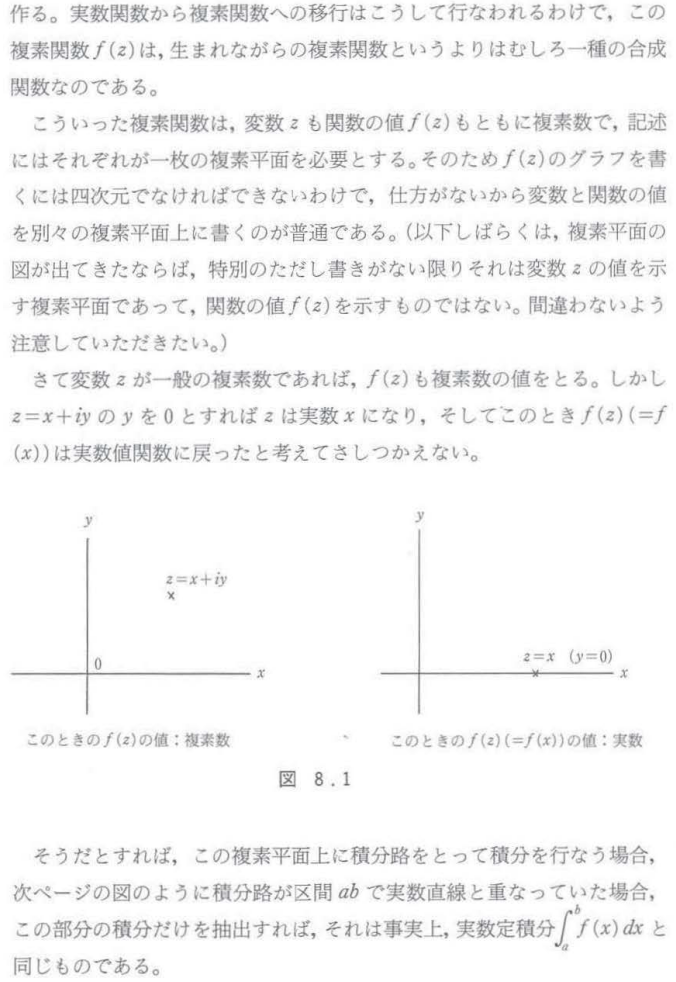 作る。実数関数から複素関数への移行はこうして行なわれるわけで，この
複素関数f(z)は，生まれながらの複素関数というよりはむしろ一種の合成
関数なのである。
こういった複素関数は，変数zも関数の値f(z)もともに複素数で，記述
にはそれぞれが一枚の複素平面を必要とする。そのためf(z)のグラフを書
くには四次元でなければできないわけで，仕方がないから変数と関数の値
を別々の複素平面上に書くのが普通である。(以下しばらくは，複素平面の
図が出てきたならば，特別のただし書きがない限りそれは変数zの値を示
す複素平面であって，関数の値f(z)を示すものではない。間違わないよう
注意していただきたい。)
さて変数zが一般の複素数であれば，f(z)も複素数の値をとる。しかし
z=x+iyのyを0とすればzは実数xになり，そしてこのときf(z)(=f
(x))は実数値関数に戻ったと考えてさしつかえない。
y
z=x+iy
×
0
x
このときのf(z)の値：複素数
y
z=x (y=0)
×
x
このときのf(z)(=f(x))の値：実数
図 8.1
そうだとすれば，この複素平面上に積分路をとって積分を行なう場合，
次ページの図のように積分路が区間abで実数直線と重なっていた場合，
この部分の積分だけを抽出すれば，それは事実上，実数定積分∫_a^b f(x)dxと
同じものである。